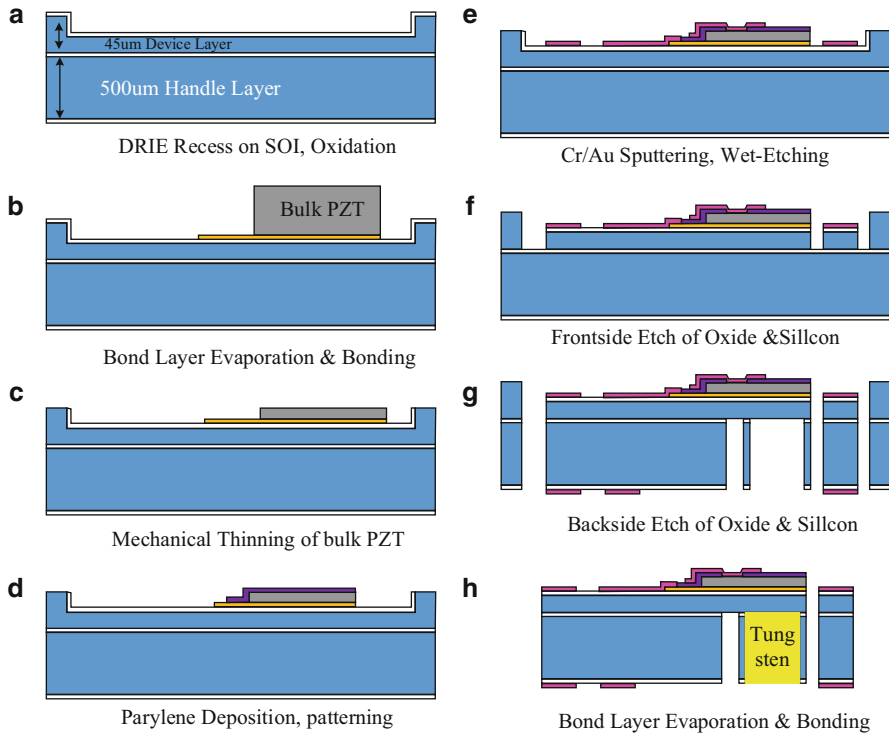 a
45um Device Layer
500um Handle Layer
DRIE Recess on SOI, Oxidation
b
Bulk PZT
Bond Layer Evaporation & Bonding
c
Mechanical Thinning of bulk PZT
d
Parylene Deposition, patterning
e
Cr/Au Sputtering, Wet-Etching
f
Frontside Etch of Oxide &Sillcon
g
Backside Etch of Oxide & Sillcon
h
Tung
sten
Bond Layer Evaporation & Bonding